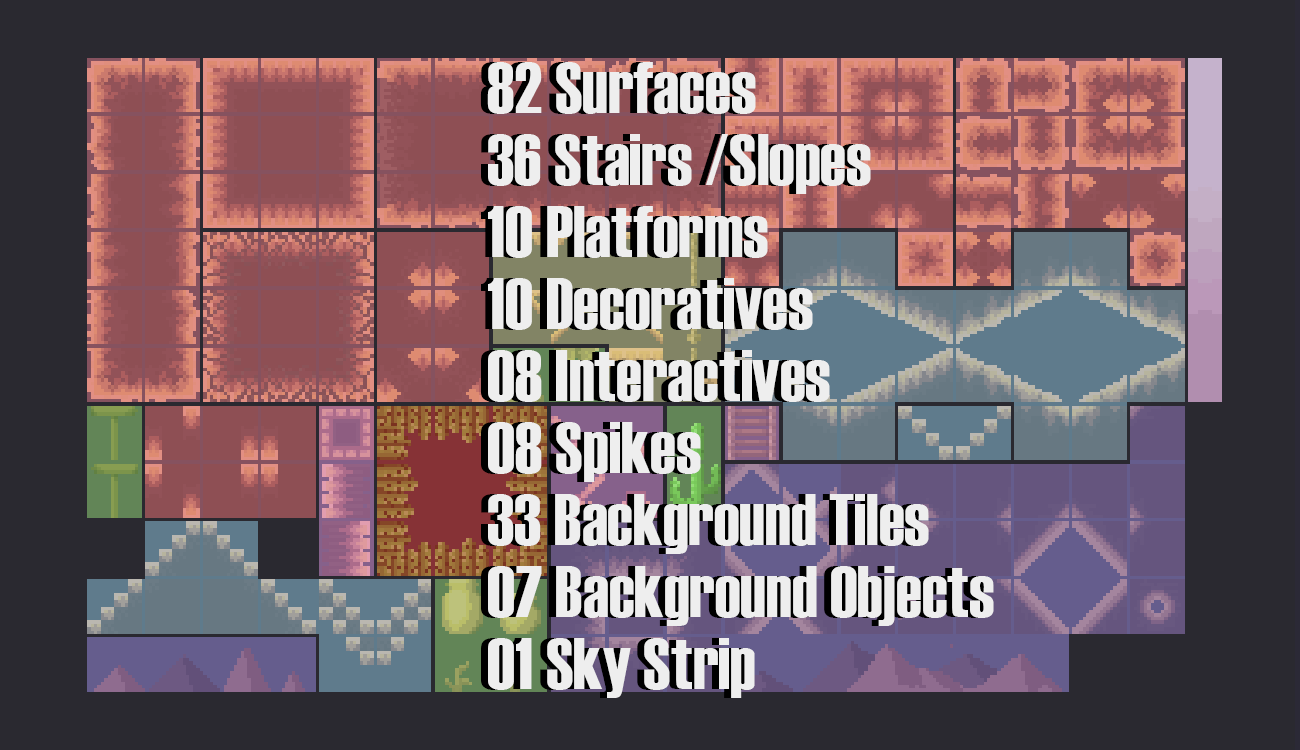 82 Surfaces
36 Stairs /Slopes
10 Platforms
10 Decoratives
08 Interactives
08 Spikes
33 Background Tiles
07 Background Objects
01 Sky Strip